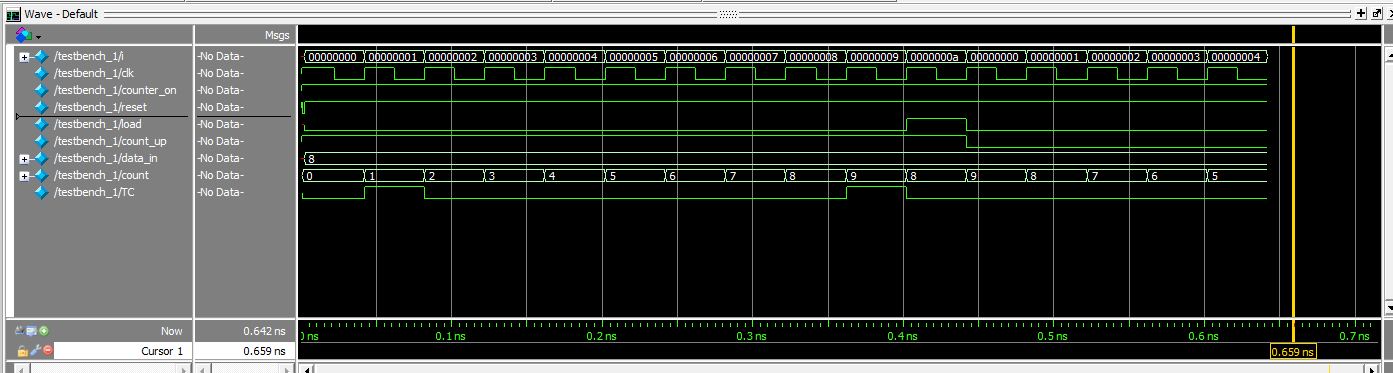 Wave - Default
Msgs
/testbench_1/i -No Data- 00000000 00000001 00000002 00000003 00000004 00000005 00000006 00000007 00000008 00000009 0000000a 00000000 00000001 00000002 00000003 00000004
/testbench_1/clk -No Data-
/testbench_1/counter_on -No Data-
/testbench_1/reset -No Data-
/testbench_1/load -No Data-
/testbench_1/count_up -No Data-
/testbench_1/data_in -No Data- 8
/testbench_1/count -No Data- 0 1 2 3 4 5 6 7 8 9 8 9 8 7 6 5
/testbench_1/TC -No Data-
Now 0.642 ns 0.1 ns 0.2 ns 0.3 ns 0.4 ns 0.5 ns 0.6 ns 0.7 ns
Cursor 1 0.659 ns 0.659 ns